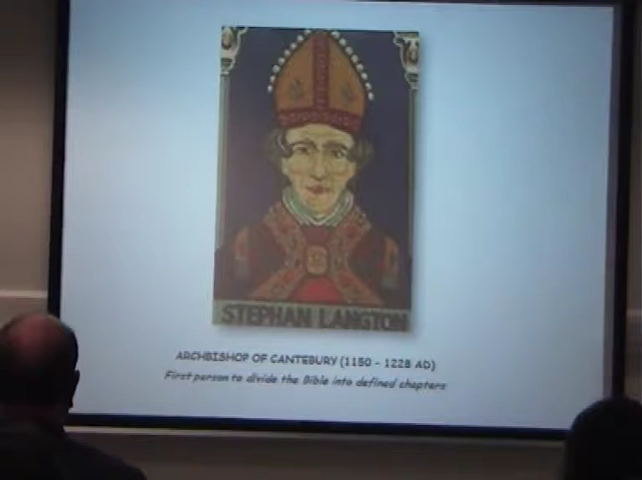 STEPHAN LANGTON
ARCHBISHOP OF CANTEBURY (1150 - 1228 AD)
First person to divide the Bible into defined chapters